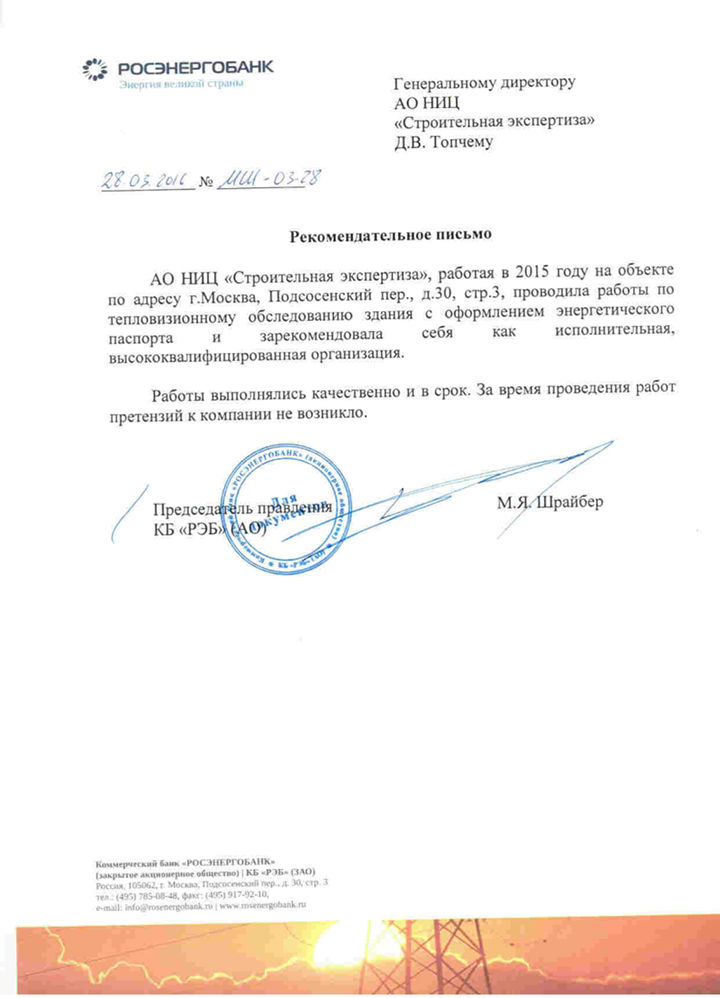 РОСЭНЕРГОБАНК
Энергия великой страны
Генеральному директору
АО НИЦ
«Строительная экспертиза»
Д.В. Топчему
28.03.2016 № МШ-03-28
Рекомендательное письмо
АО НИЦ «Строительная экспертиза», работая в 2015 году на объекте
по адресу г.Москва, Подсосенский пер., д.30, стр.3, проводила работы по
тепловизионному обследованию здания с оформлением энергетического
паспорта и зарекомендовала себя как исполнительная,
высококвалифицированная организация.
Работы выполнялись качественно и в срок. За время проведения работ
претензий к компании не возникло.
Председатель правления
КБ «РЭБ» (АО)
М.Я. Шрайбер
Коммерческий банк «РОСЭНЕРГОБАНК» (акционерное общество) * КБ «РЭБ» (АО) *
Для
документов
Коммерческий банк «РОСЭНЕРГОБАНК»
(закрытое акционерное общество) | КБ «РЭБ» (ЗАО)
Россия, 105062, г. Москва, Подсосенский пер., д. 30, стр. 3
тел.: (495) 785-08-48, факс: (495) 917-92-10,
e-mail: info@rosenergobank.ru | www.rosenergobank.ru